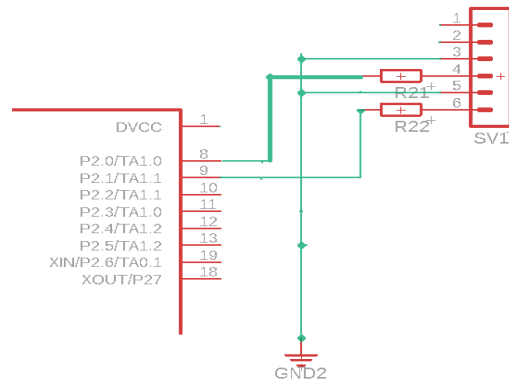 1
2
3
4
5
6
R21
R22
SV1
DVCC 1
P2.0/TA1.0 8
P2.1/TA1.1 9
P2.2/TA1.1 10
P2.3/TA1.0 11
P2.4/TA1.2 12
P2.5/TA1.2 13
XIN/P2.6/TA0.1 19
XOUT/P27 18
GND2